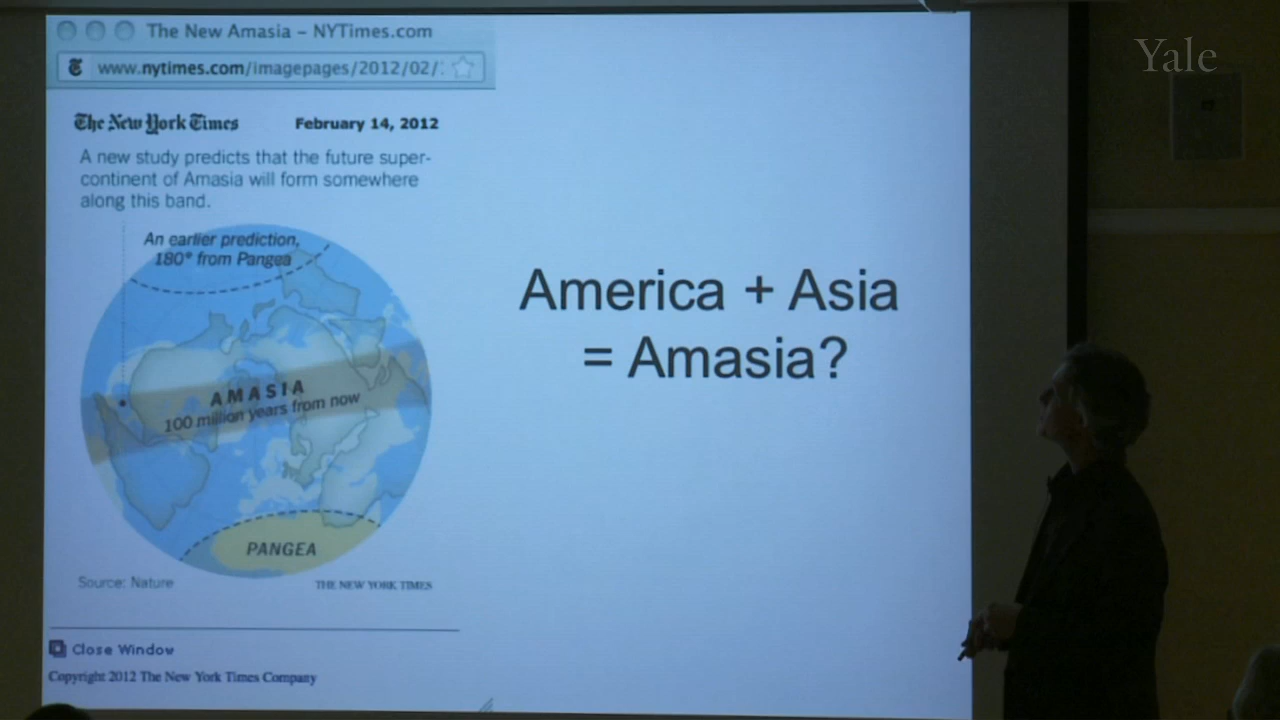 The New Amasia – NYTimes.com
www.nytimes.com/imagepages/2012/02/
Yale
The New York Times
February 14, 2012
A new study predicts that the future super-
continent of Amasia will form somewhere
along this band.
An earlier prediction,
180° from Pangea
AMASIA
100 million years from now
PANGEA
Source: Nature
THE NEW YORK TIMES
Close Window
Copyright 2012 The New York Times Company
America + Asia
= Amasia?